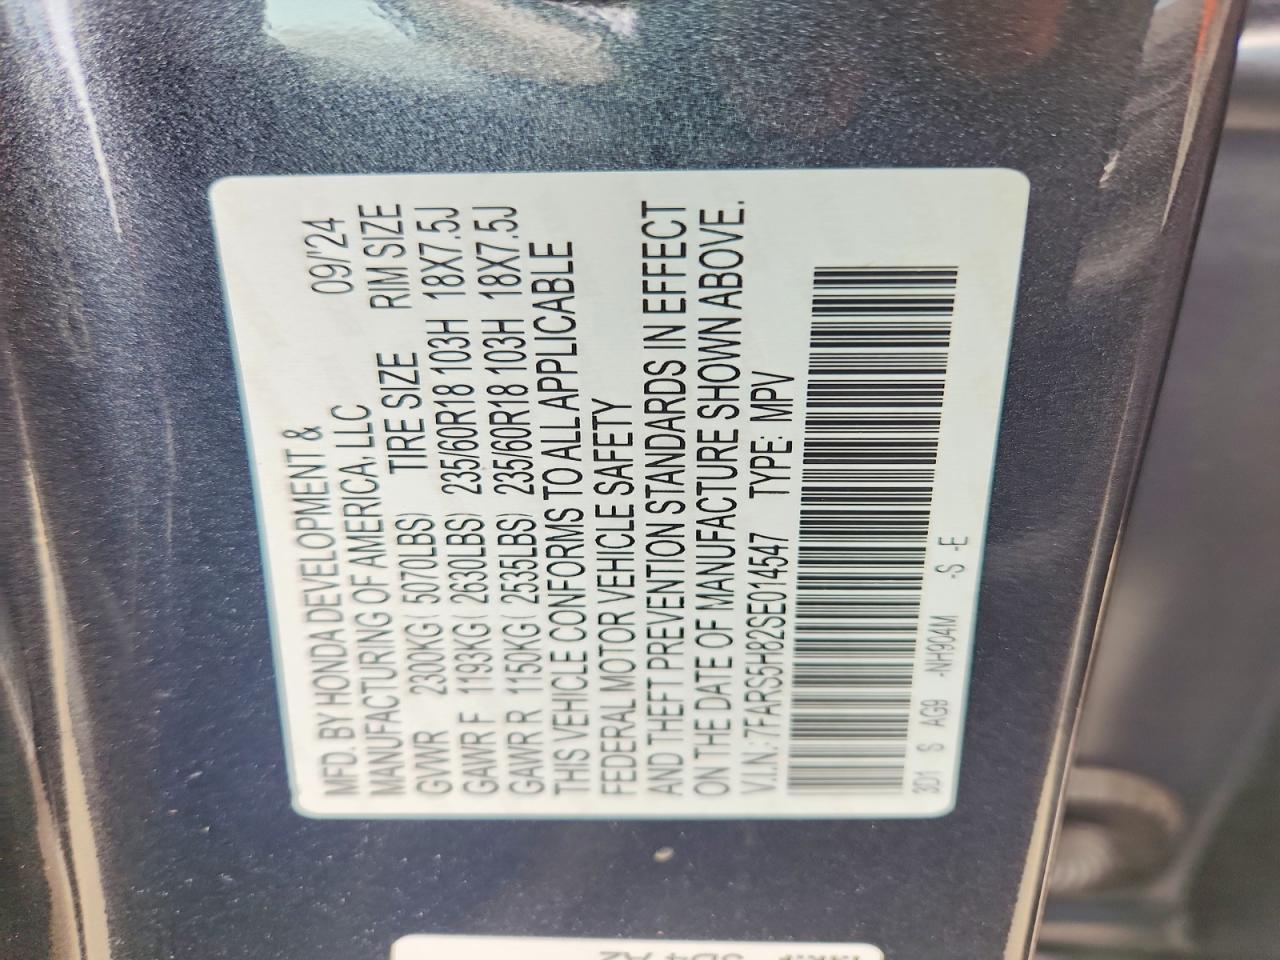 MFD. BY HONDA DEVELOPMENT & 09/'24
MANUFACTURING OF AMERICA, LLC
TIRE SIZE RIM SIZE
GVWR 2300KG( 5070LBS)
GAWR F 1193KG( 2630LBS) 235/60R18 103H 18X7.5J
GAWR R 1150KG( 2535LBS) 235/60R18 103H 18X7.5J
THIS VEHICLE CONFORMS TO ALL APPLICABLE
FEDERAL MOTOR VEHICLE SAFETY
AND THEFT PREVENTION STANDARDS IN EFFECT
ON THE DATE OF MANUFACTURE SHOWN ABOVE.
V.I.N.: 7FARS5H82SE014547 TYPE: MPV
3D1 S AG9 -NH904M -S -E